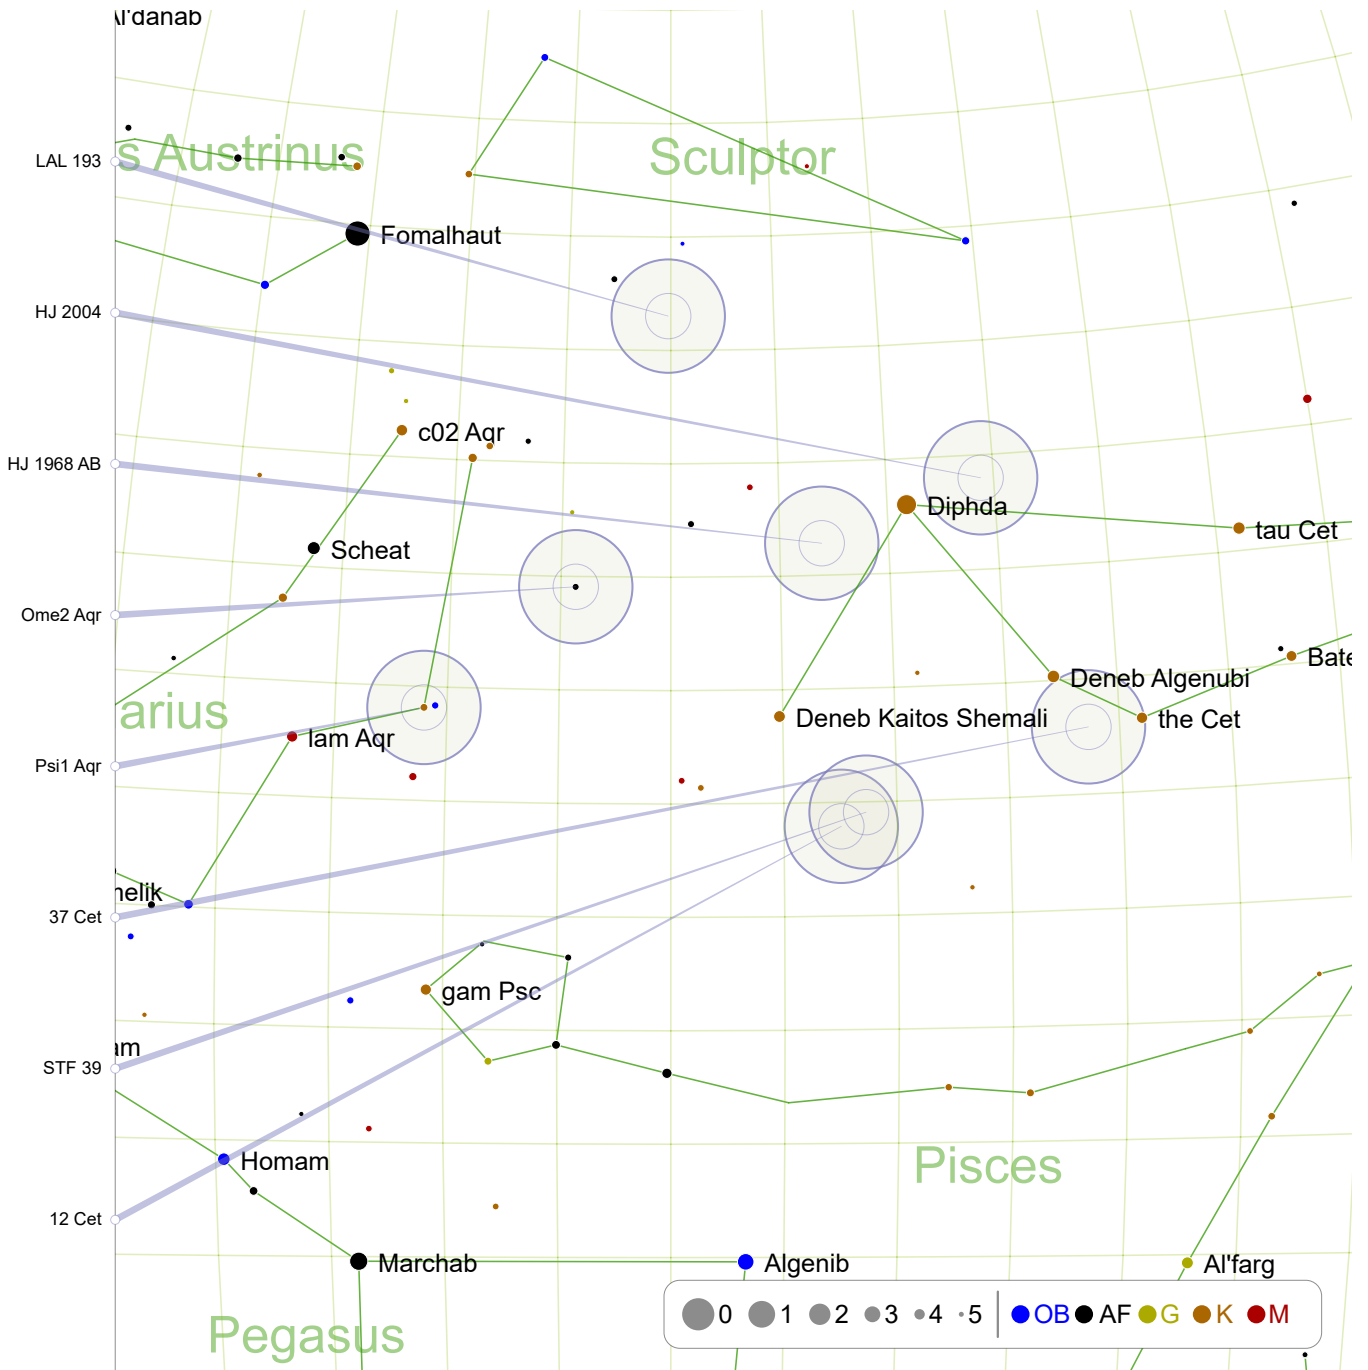 Al'danab
s Austrinus
Sculptor
LAL 193
Fomalhaut
HJ 2004
c02 Aqr
HJ 1968 AB
Diphda
tau Cet
Scheat
Ome2 Aqr
Bate
Deneb Algenubi
arius
Deneb Kaitos Shemali
the Cet
lam Aqr
Psi1 Aqr
helik
37 Cet
gam Psc
am
STF 39
Homam
Pisces
12 Cet
Marchab
Algenib
Al'farg
0 1 2 3 4 5 OB AF G K M
Pegasus